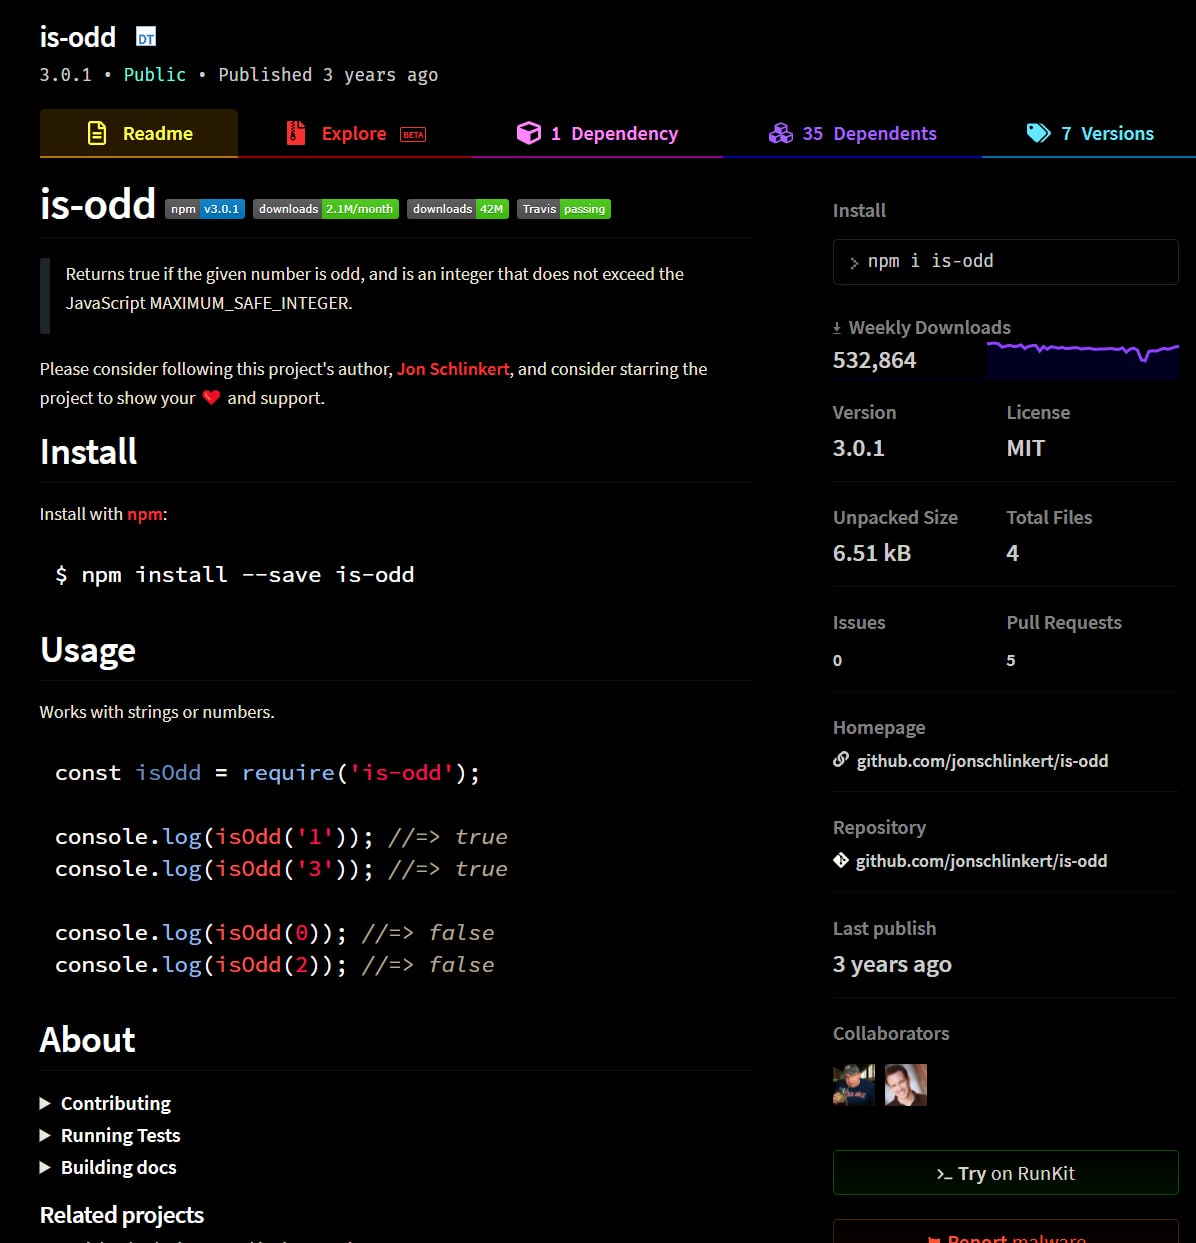 is-odd DT
3.0.1 • Public • Published 3 years ago
Readme
Explore BETA
1 Dependency
35 Dependents
7 Versions
is-odd npm v3.0.1 downloads 2.1M/month downloads 42M Travis passing
Returns true if the given number is odd, and is an integer that does not exceed the
JavaScript MAXIMUM_SAFE_INTEGER.
Please consider following this project's author, Jon Schlinkert, and consider starring the
project to show your ❤ and support.
Install
Install with npm:
$ npm install --save is-odd
Usage
Works with strings or numbers.
const isOdd = require('is-odd');
console.log(isOdd('1')); //=> true
console.log(isOdd('3')); //=> true
console.log(isOdd(0)); //=> false
console.log(isOdd(2)); //=> false
About
▶ Contributing
▶ Running Tests
▶ Building docs
Related projects
Install
> npm i is-odd
Weekly Downloads
532,864
Version
3.0.1
License
MIT
Unpacked Size
6.51 kB
Total Files
4
Issues
0
Pull Requests
5
Homepage
github.com/jonschlinkert/is-odd
Repository
github.com/jonschlinkert/is-odd
Last publish
3 years ago
Collaborators
>_ Try on RunKit
Report malware